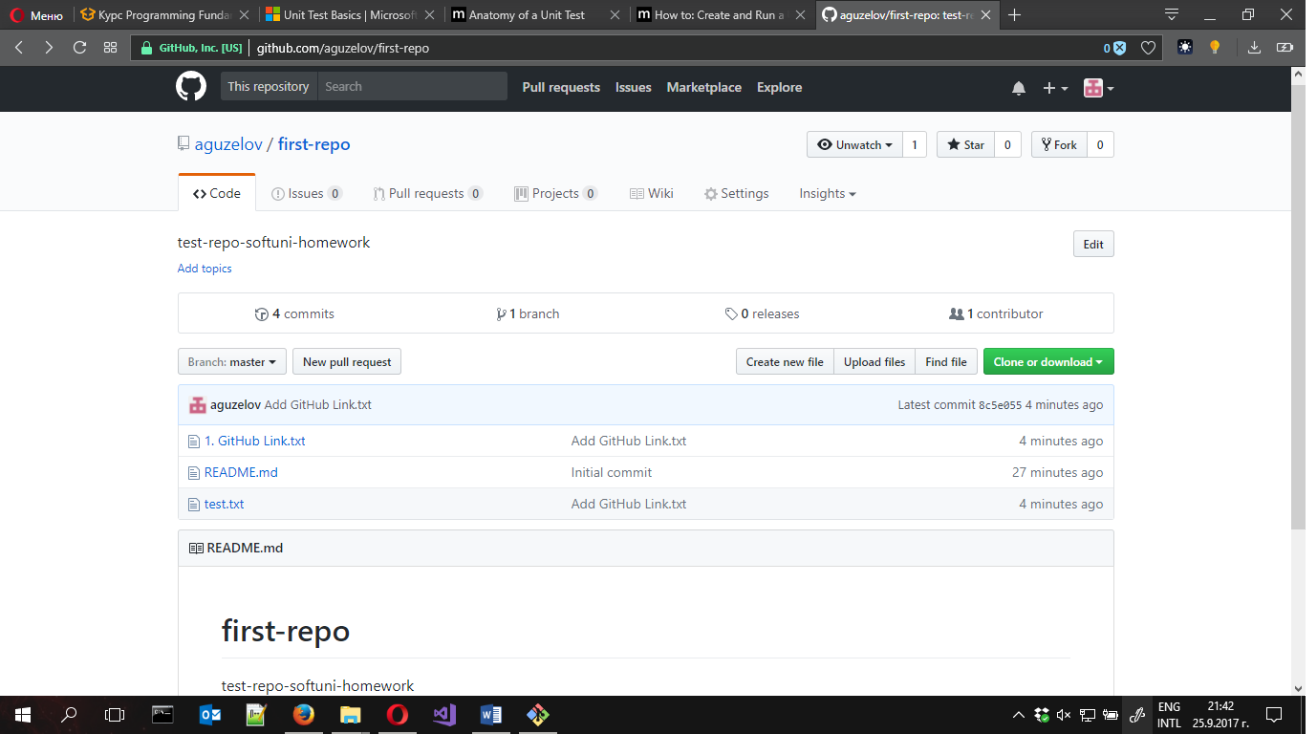 Меню
Курс Programming Funda
Unit Test Basics | Microsoft
Anatomy of a Unit Test
How to: Create and Run a
aguzelov/first-repo: test-r
GitHub, Inc. [US]
github.com/aguzelov/first-repo
0
This repository
Search
Pull requests
Issues
Marketplace
Explore
aguzelov / first-repo
Unwatch 1
Star 0
Fork 0
Code
Issues 0
Pull requests 0
Projects 0
Wiki
Settings
Insights
test-repo-softuni-homework
Edit
Add topics
4 commits
1 branch
0 releases
1 contributor
Branch: master
New pull request
Create new file
Upload files
Find file
Clone or download
aguzelov Add GitHub Link.txt
Latest commit 8c5e055 4 minutes ago
1. GitHub Link.txt
Add GitHub Link.txt
4 minutes ago
README.md
Initial commit
27 minutes ago
test.txt
Add GitHub Link.txt
4 minutes ago
README.md
first-repo
test-repo-softuni-homework
ENG
INTL
21:42
25.9.2017 г.